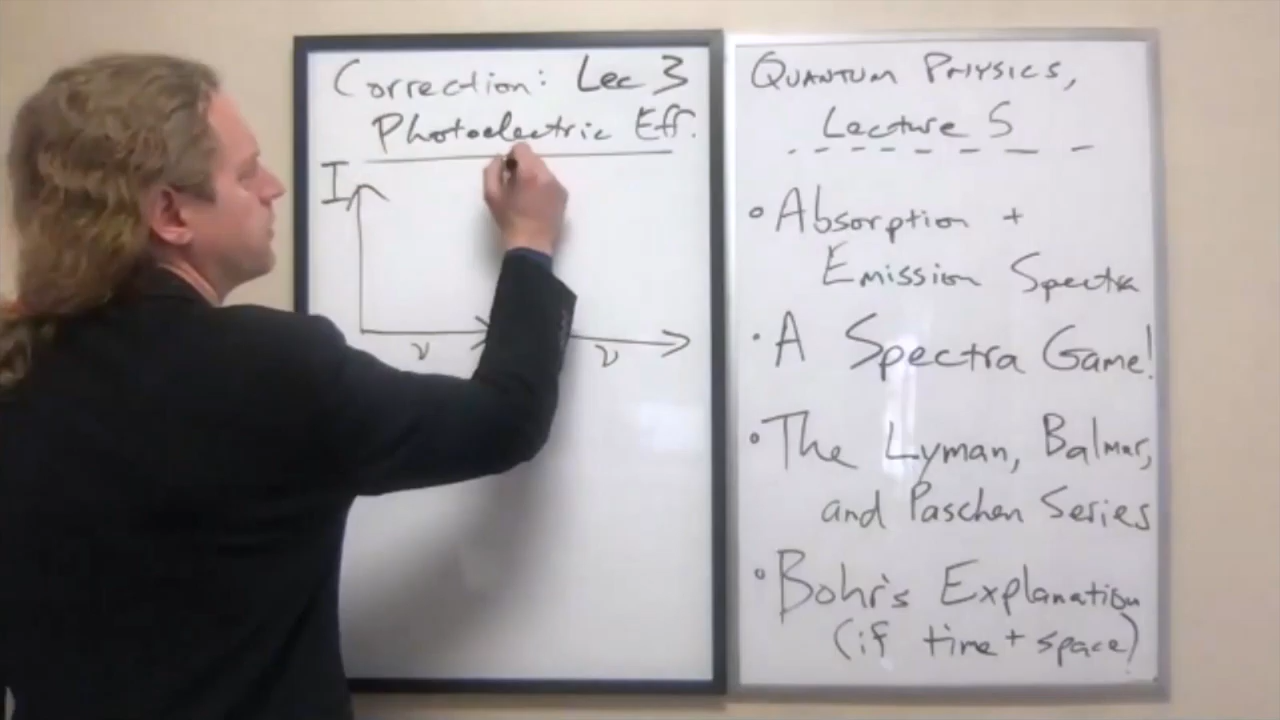 Correction: Lec 3
Photoelectric Eff.
I
ν
ν
QUANTUM PHYSICS,
Lecture 5
• Absorption +
Emission Spectra
• A Spectra Game!
• The Lyman, Balmer,
and Paschen Series
• Bohr's Explanation
(if time + space)